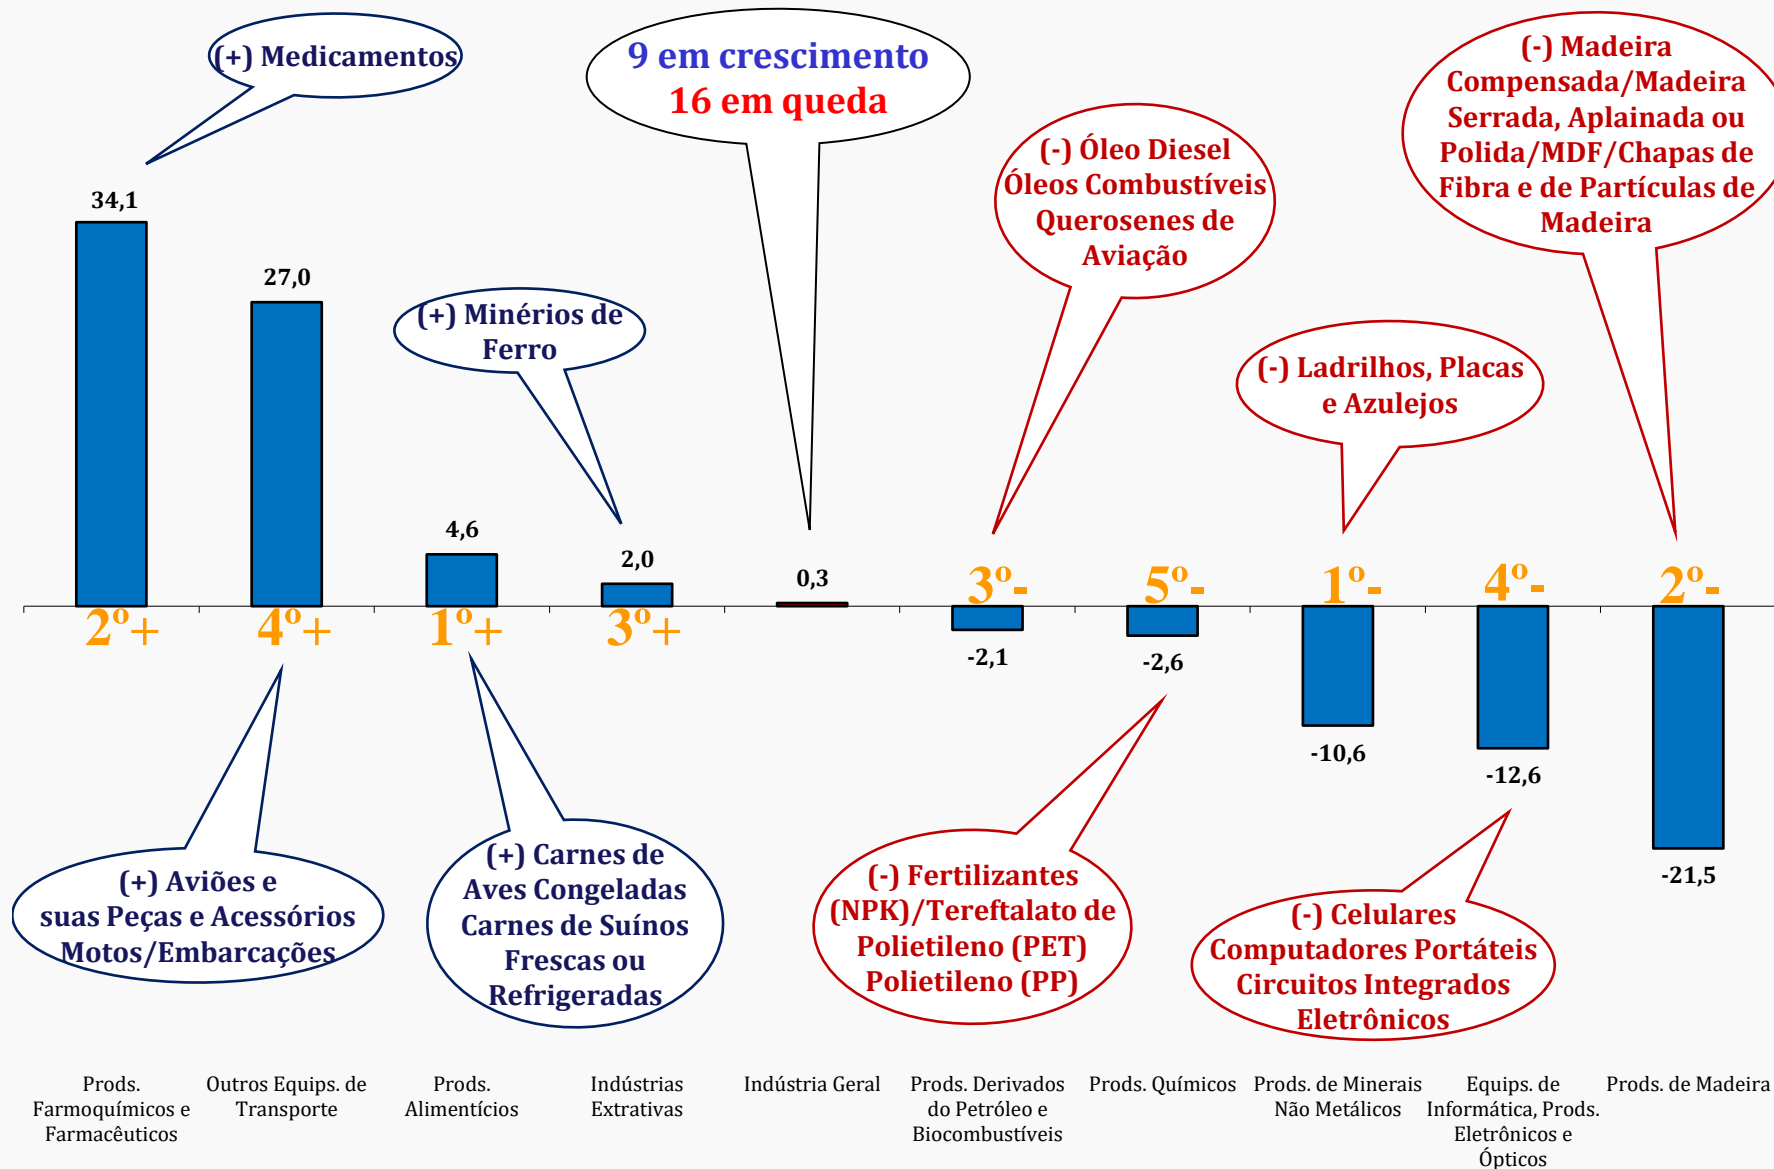 (+) Medicamentos
9 em crescimento
16 em queda
(-) Madeira
Compensada/Madeira
Serrada, Aplainada ou
Polida/MDF/Chapas de
Fibra e de Partículas de
Madeira
(-) Óleo Diesel
Óleos Combustíveis
Querosenes de
Aviação
(+) Minérios de
Ferro
(-) Ladrilhos, Placas
e Azulejos
34,1
27,0
4,6
2,0
0,3
3º-
5º-
1º-
4º-
2º-
2º+
4º+
1º+
3º+
-2,1
-2,6
-10,6
-12,6
-21,5
(+) Aviões e
suas Peças e Acessórios
Motos/Embarcações
(+) Carnes de
Aves Congeladas
Carnes de Suínos
Frescas ou
Refrigeradas
(-) Fertilizantes
(NPK)/Tereftalato de
Polietileno (PET)
Polietileno (PP)
(-) Celulares
Computadores Portáteis
Circuitos Integrados
Eletrônicos
Prods.
Farmoquímicos e
Farmacêuticos
Outros Equips. de
Transporte
Prods.
Alimentícios
Indústrias
Extrativas
Indústria Geral
Prods. Derivados
do Petróleo e
Biocombustíveis
Prods. Químicos
Prods. de Minerais
Não Metálicos
Equips. de
Informática, Prods.
Eletrônicos e
Ópticos
Prods. de Madeira